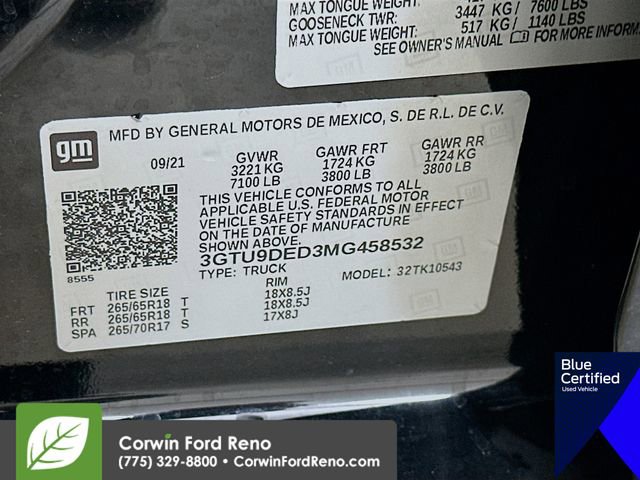 MAX TONGUE WEIGHT:
GOOSENECK TWR: 3447 KG / 7600 LBS
MAX TONGUE WEIGHT: 517 KG / 1140 LBS
SEE OWNER'S MANUAL FOR MORE INFORMA
gm
MFD BY GENERAL MOTORS DE MEXICO, S. DE R.L. DE C.V.
09/21 GVWR GAWR FRT GAWR RR
3221 KG 1724 KG 1724 KG
7100 LB 3800 LB 3800 LB
THIS VEHICLE CONFORMS TO ALL
APPLICABLE U.S. FEDERAL MOTOR
VEHICLE SAFETY STANDARDS IN EFFECT
ON THE DATE OF MANUFACTURE
SHOWN ABOVE.
3GTU9DED3MG458532
8555
TYPE: TRUCK MODEL: 32TK10543
TIRE SIZE RIM
FRT 265/65R18 T 18X8.5J
RR 265/65R18 T 18X8.5J
SPA 265/70R17 S 17X8J
Blue
Certified
Used Vehicle
Corwin Ford Reno
(775) 329-8800 • CorwinFordReno.com